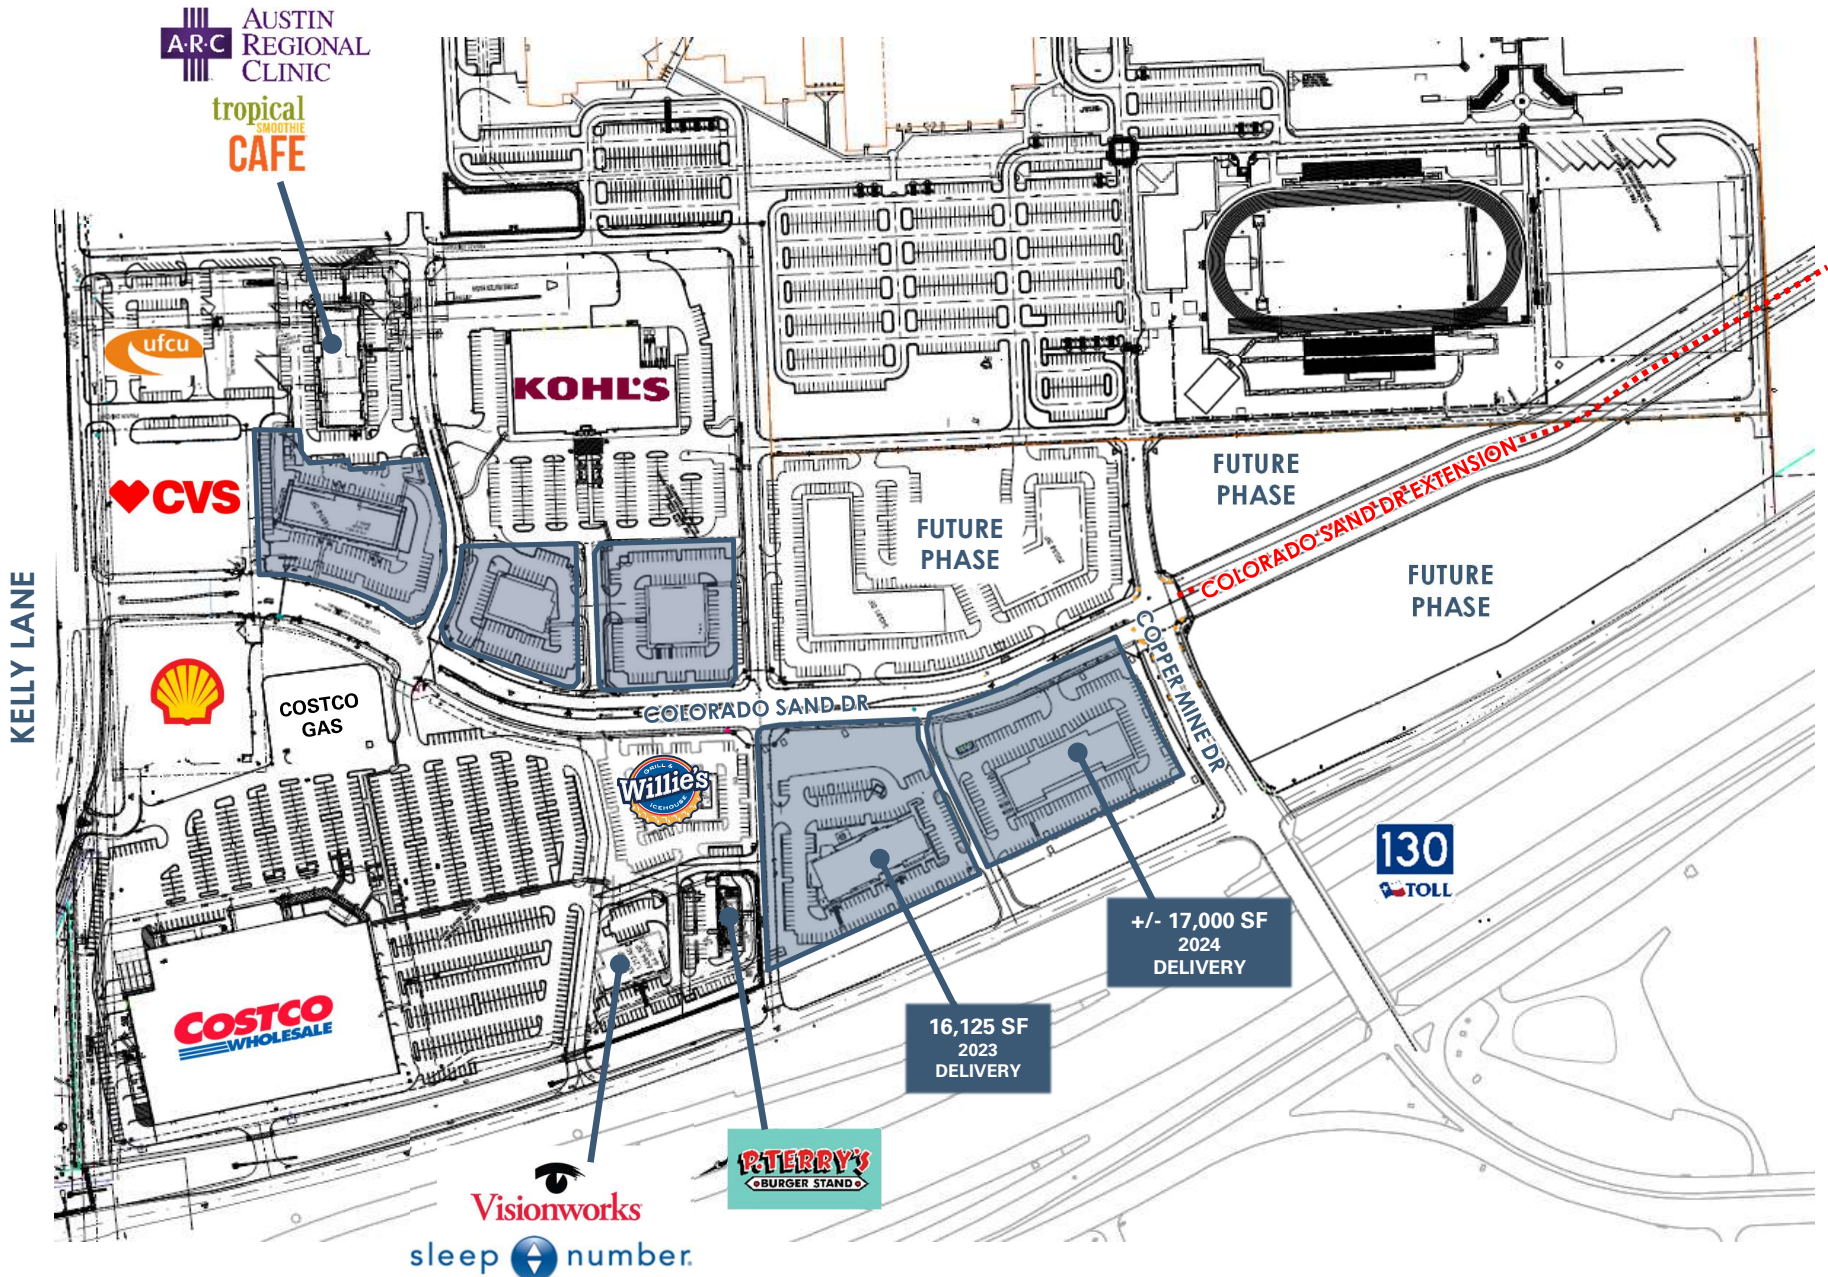 AUSTIN
A·R·C REGIONAL
CLINIC
tropical
SMOOTHIE
CAFE
ufcu
KOHL'S
CVS
FUTURE
PHASE
FUTURE
PHASE
COLORADO SAND DR EXTENSION
FUTURE
PHASE
KELLY LANE
COSTCO
GAS
COLORADO SAND DR
COPPER MINE DR
GRILL &
Willie's
ICEHOUSE
130
TOLL
+/- 17,000 SF
2024
DELIVERY
16,125 SF
2023
DELIVERY
COSTCO
WHOLESALE
P.TERRY'S
BURGER STAND
Visionworks
sleep number.